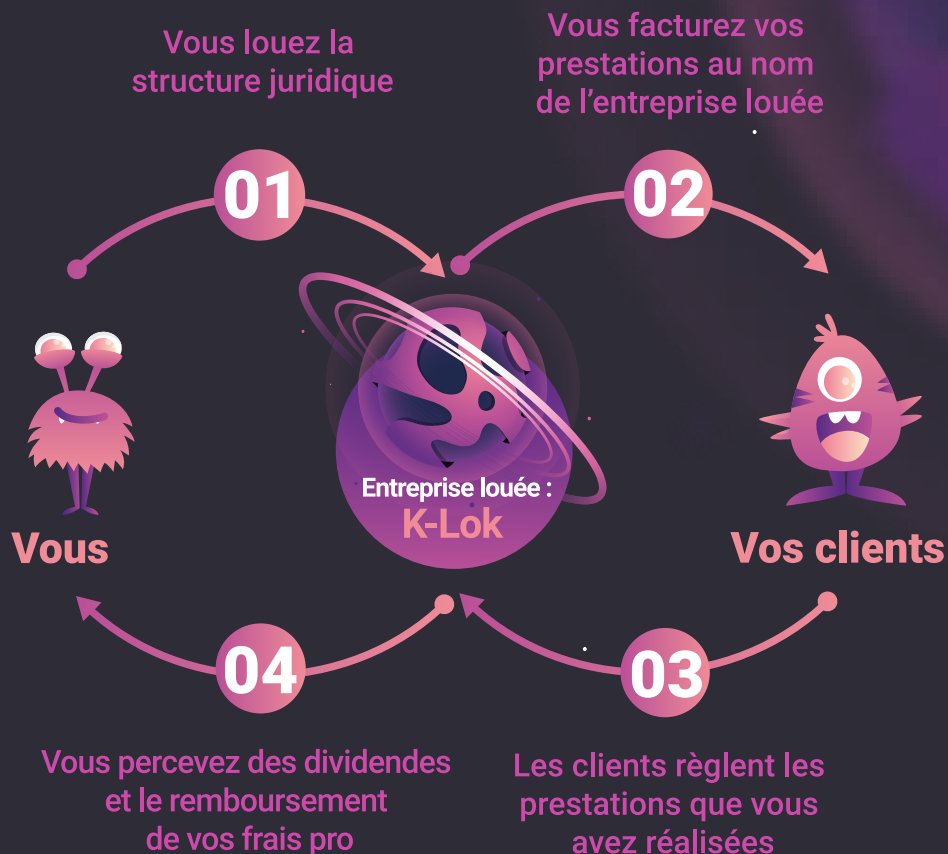 Vous louez la
structure juridique
Vous facturez vos
prestations au nom
de l'entreprise louée
01
02
Entreprise louée :
K-Lok
Vous
Vos clients
04
03
Vous percevez des dividendes
et le remboursement
de vos frais pro
Les clients règlent les
prestations que vous
avez réalisées